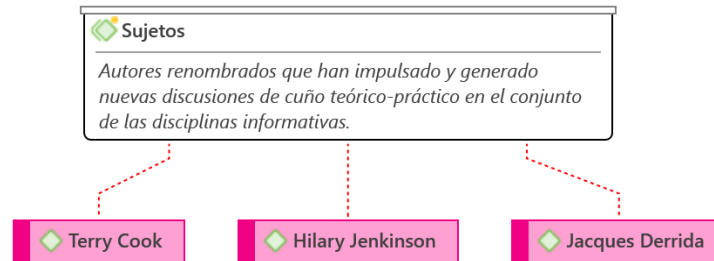 Sujetos
Autores renombrados que han impulsado y generado
nuevas discusiones de cuño teórico-práctico en el conjunto
de las disciplinas informativas.
Terry Cook
Hilary Jenkinson
Jacques Derrida